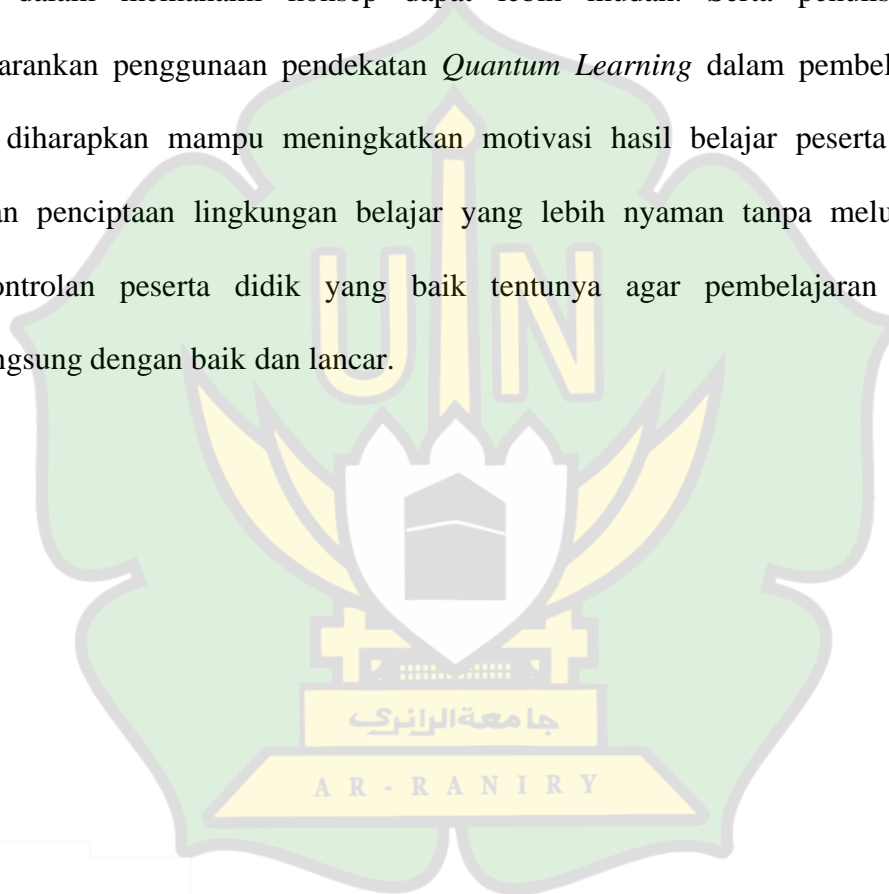 dalam memahami konsep dapat lebih mudah. Serta penulis
arankan penggunaan pendekatan Quantum Learning dalam pembel
diharapkan mampu meningkatkan motivasi hasil belajar peserta
an penciptaan lingkungan belajar yang lebih nyaman tanpa melu
ontrolan peserta didik yang baik tentunya agar pembelajaran
ngsung dengan baik dan lancar.
UIN
جامعةالرانري
AR-RANIRY